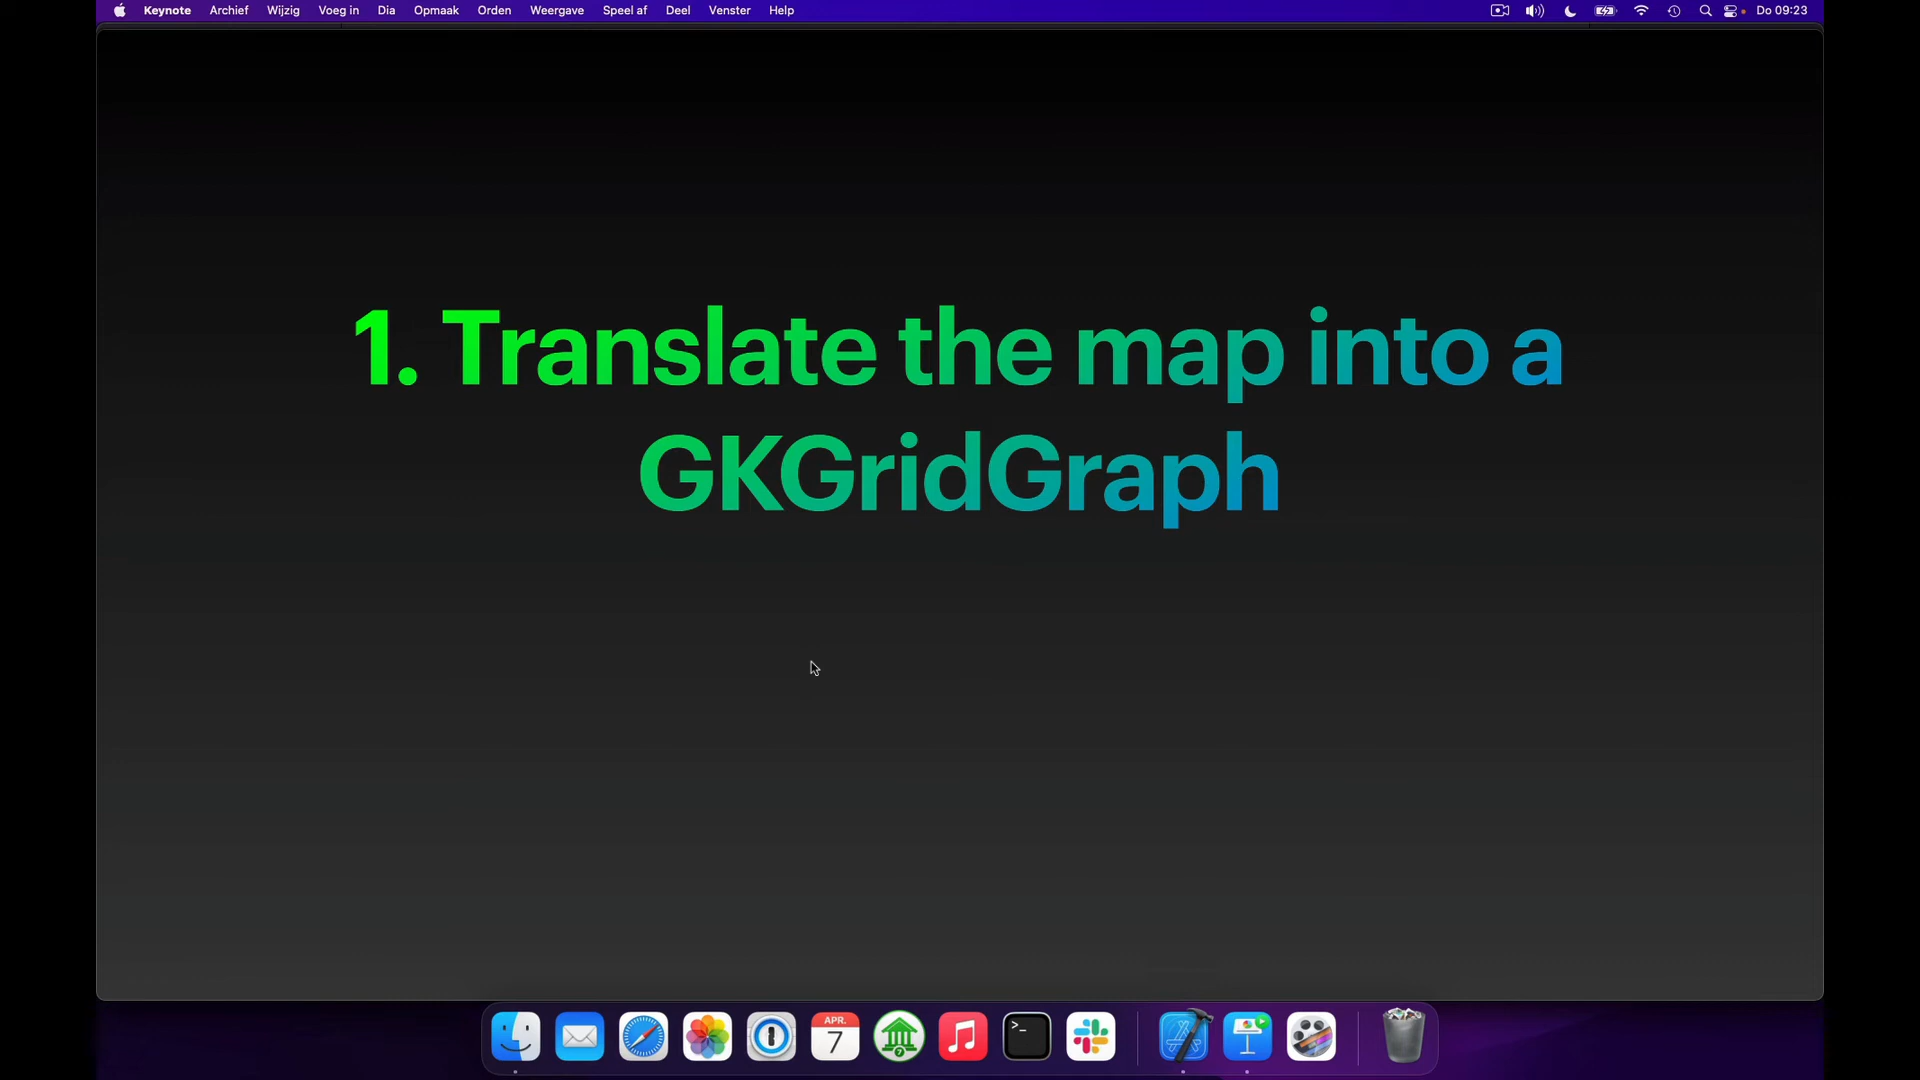 Keynote Archief Wijzig Voeg in Dia Opmaak Orden Weergave Speel af Deel Venster Help Do 09:23
1. Translate the map into a
GKGridGraph
APR.
7
7
>_